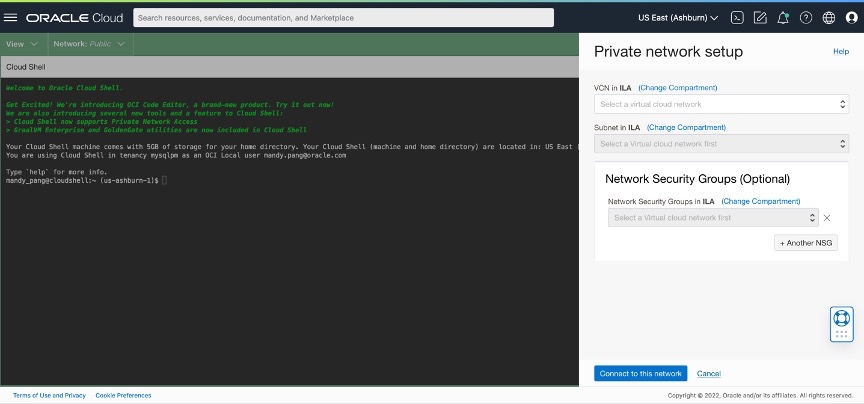 ORACLE Cloud
Search resources, services, documentation, and Marketplace
US East (Ashburn)
View
Network: Public
Cloud Shell
Welcome to Oracle Cloud Shell.
Get Excited! We're introducing OCI Code Editor, a brand-new product. Try it out now!
We are also introducing several new tools and a feature to Cloud Shell:
> Cloud Shell now supports Private Network Access
> GraalVM Enterprise and GoldenGate utilities are now included in Cloud Shell
Your Cloud Shell machine comes with 5GB of storage for your home directory. Your Cloud Shell (machine and home directory) are located in: US East (
You are using Cloud Shell in tenancy mysqlpm as an OCI Local user mandy.pang@oracle.com
Type `help` for more info.
mandy_pang@cloudshell:~ (us-ashburn-1)$
Private network setup
Help
VCN in ILA (Change Compartment)
Select a virtual cloud network
Subnet in ILA (Change Compartment)
Select a Virtual cloud network first
Network Security Groups (Optional)
Network Security Groups in ILA (Change Compartment)
Select a Virtual cloud network first
+ Another NSG
Connect to this network
Cancel
Terms of Use and Privacy
Cookie Preferences
Copyright © 2022, Oracle and/or its affiliates. All rights reserved.